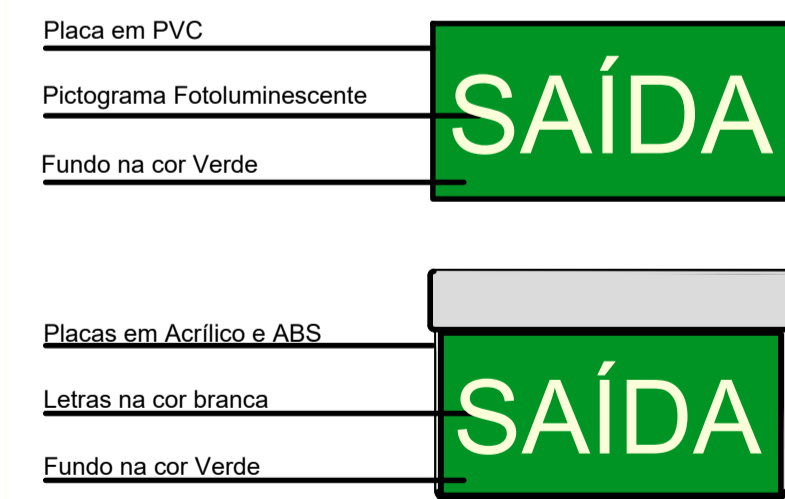 Placa em PVC
Pictograma Fotoluminescente
Fundo na cor Verde
SAÍDA
Placas em Acrílico e ABS
Letras na cor branca
Fundo na cor Verde
SAÍDA